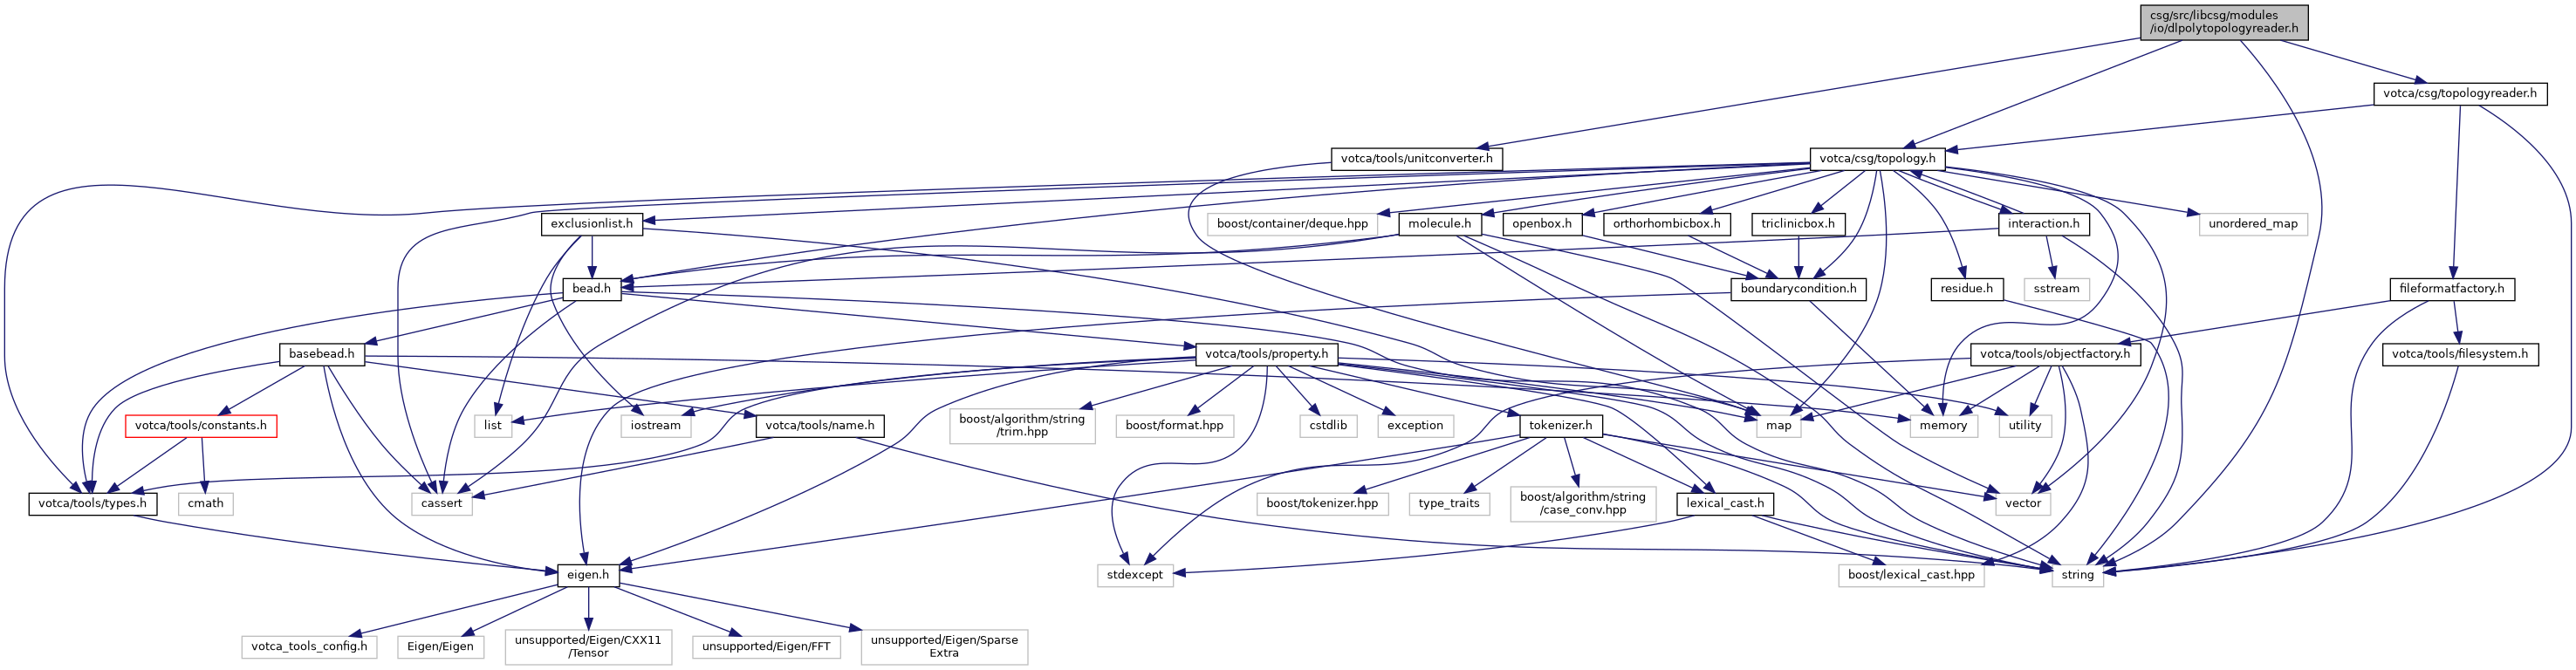 csg/src/libcsg/modules
/io/dlpolytopologyreader.h
votca/csg/topologyreader.h
votca/tools/unitconverter.h
votca/csg/topology.h
exclusionlist.h
boost/container/deque.hpp
molecule.h
openbox.h
orthorhombicbox.h
triclinicbox.h
interaction.h
unordered_map
bead.h
boundarycondition.h
residue.h
sstream
fileformatfactory.h
basebead.h
votca/tools/property.h
votca/tools/objectfactory.h
votca/tools/filesystem.h
votca/tools/constants.h
list
iostream
votca/tools/name.h
boost/algorithm/string
/trim.hpp
boost/format.hpp
cstdlib
exception
tokenizer.h
map
memory
utility
votca/tools/types.h
cmath
cassert
boost/tokenizer.hpp
type_traits
boost/algorithm/string
/case_conv.hpp
lexical_cast.h
vector
eigen.h
stdexcept
boost/lexical_cast.hpp
string
votca_tools_config.h
Eigen/Eigen
unsupported/Eigen/CXX11
/Tensor
unsupported/Eigen/FFT
unsupported/Eigen/Sparse
Extra